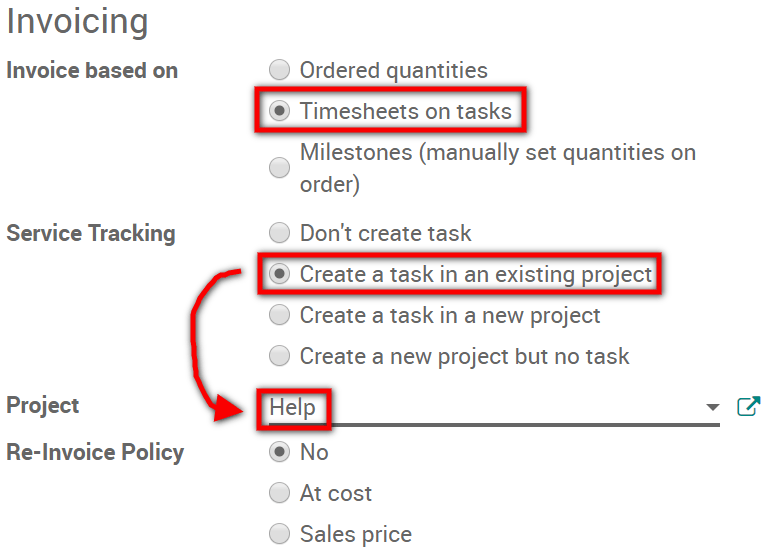 Invoicing
Invoice based on
Ordered quantities
Timesheets on tasks
Milestones (manually set quantities on
order)
Service Tracking
Don't create task
Create a task in an existing project
Create a task in a new project
Create a new project but no task
Project
Help
Re-Invoice Policy
No
At cost
Sales price